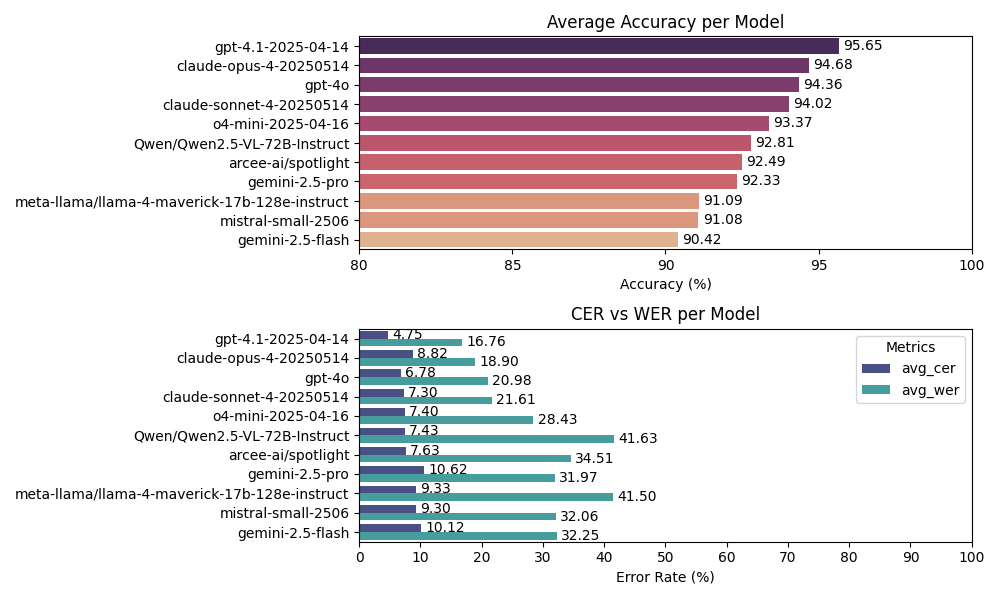 Average Accuracy per Model
gpt-4.1-2025-04-14 95.65
claude-opus-4-20250514 94.68
gpt-4o 94.36
claude-sonnet-4-20250514 94.02
o4-mini-2025-04-16 93.37
Qwen/Qwen2.5-VL-72B-Instruct 92.81
arcee-ai/spotlight 92.49
gemini-2.5-pro 92.33
meta-llama/llama-4-maverick-17b-128e-instruct 91.09
mistral-small-2506 91.08
gemini-2.5-flash 90.42
80 85 90 95 100
Accuracy (%)
CER vs WER per Model
Metrics
avg_cer
avg_wer
gpt-4.1-2025-04-14 4.75 16.76
claude-opus-4-20250514 8.82 18.90
gpt-4o 6.78 20.98
claude-sonnet-4-20250514 7.30 21.61
o4-mini-2025-04-16 7.40 28.43
Qwen/Qwen2.5-VL-72B-Instruct 7.43 41.63
arcee-ai/spotlight 7.63 34.51
gemini-2.5-pro 10.62 31.97
meta-llama/llama-4-maverick-17b-128e-instruct 9.33 41.50
mistral-small-2506 9.30 32.06
gemini-2.5-flash 10.12 32.25
0 10 20 30 40 50 60 70 80 90 100
Error Rate (%)